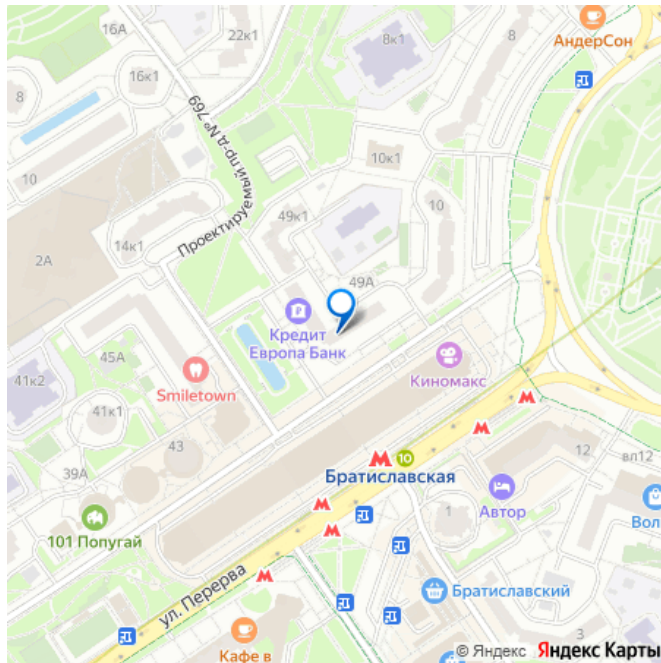 16А
22к1
8к1
8
АндерСон
16к1
8
Проектируемый пр-д № 769
10
10к1
49к1
10
14к1
2А
49А
Кредит
Европа Банк
45А
Киномакс
41к2
Smiletown
41к1
43
М
10
12
вл12
39А
Братиславская
Автор
Вол
1
101 Попугай
ул. Перерва
Братиславский
3
Кафе в
© Яндекс Яндекс Карты